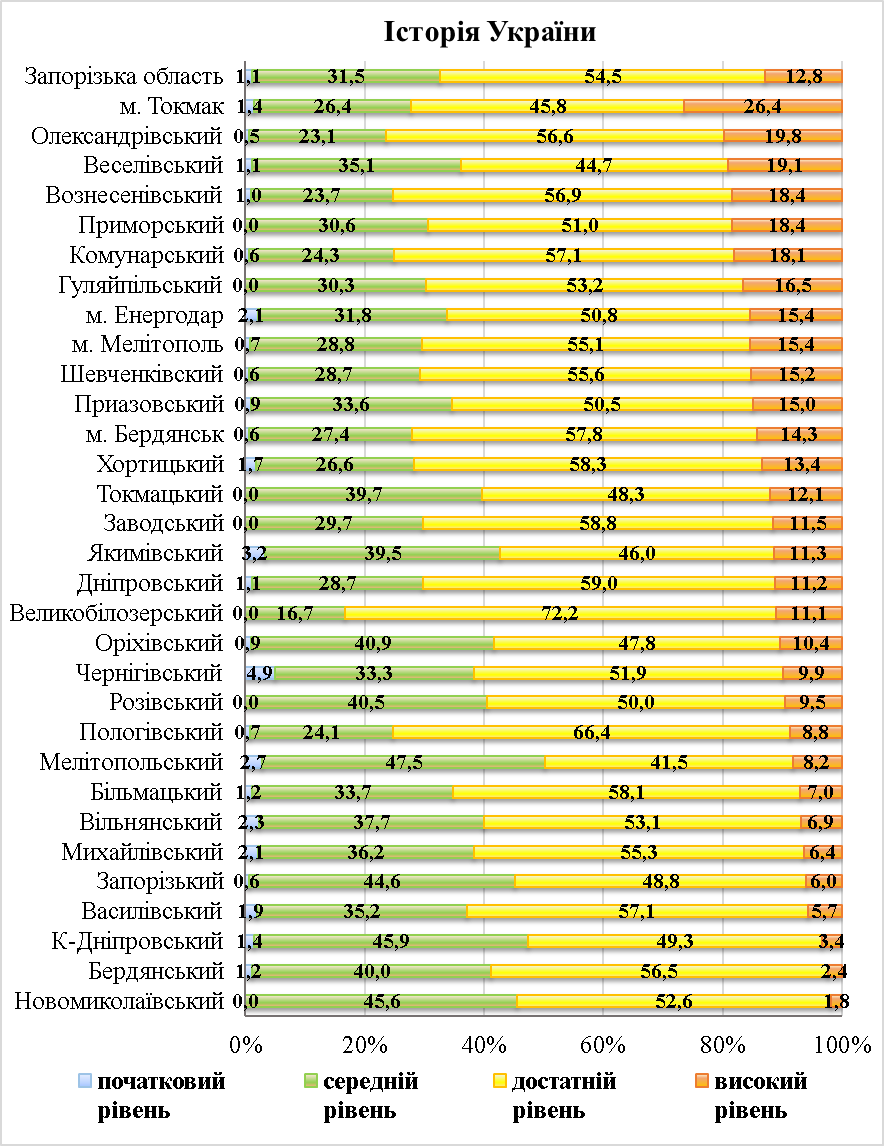 Історія України
Запорізька область 1,1 31,5 54,5 12,8
м. Токмак 1,4 26,4 45,8 26,4
Олександрівський 0,5 23,1 56,6 19,8
Веселівський 1,1 35,1 44,7 19,1
Вознесенівський 1,0 23,7 56,9 18,4
Приморський 0,0 30,6 51,0 18,4
Комунарський 0,6 24,3 57,1 18,1
Гуляйпільський 0,0 30,3 53,2 16,5
м. Енергодар 2,1 31,8 50,8 15,4
м. Мелітополь 0,7 28,8 55,1 15,4
Шевченківский 0,6 28,7 55,6 15,2
Приазовський 0,9 33,6 50,5 15,0
м. Бердянськ 0,6 27,4 57,8 14,3
Хортицький 1,7 26,6 58,3 13,4
Токмацький 0,0 39,7 48,3 12,1
Заводський 0,0 29,7 58,8 11,5
Якимівський 3,2 39,5 46,0 11,3
Дніпровський 1,1 28,7 59,0 11,2
Великобілозерський 0,0 16,7 72,2 11,1
Оріхівський 0,9 40,9 47,8 10,4
Чернігівський 4,9 33,3 51,9 9,9
Розівський 0,0 40,5 50,0 9,5
Пологівський 0,7 24,1 66,4 8,8
Мелітопольський 2,7 47,5 41,5 8,2
Більмацький 1,2 33,7 58,1 7,0
Вільнянський 2,3 37,7 53,1 6,9
Михайлівський 2,1 36,2 55,3 6,4
Запорізький 0,6 44,6 48,8 6,0
Василівський 1,9 35,2 57,1 5,7
К-Дніпровський 1,4 45,9 49,3 3,4
Бердянський 1,2 40,0 56,5 2,4
Новомиколаївський 0,0 45,6 52,6 1,8
0% 20% 40% 60% 80% 100%
початковий середній достатній високий
рівень рівень рівень рівень